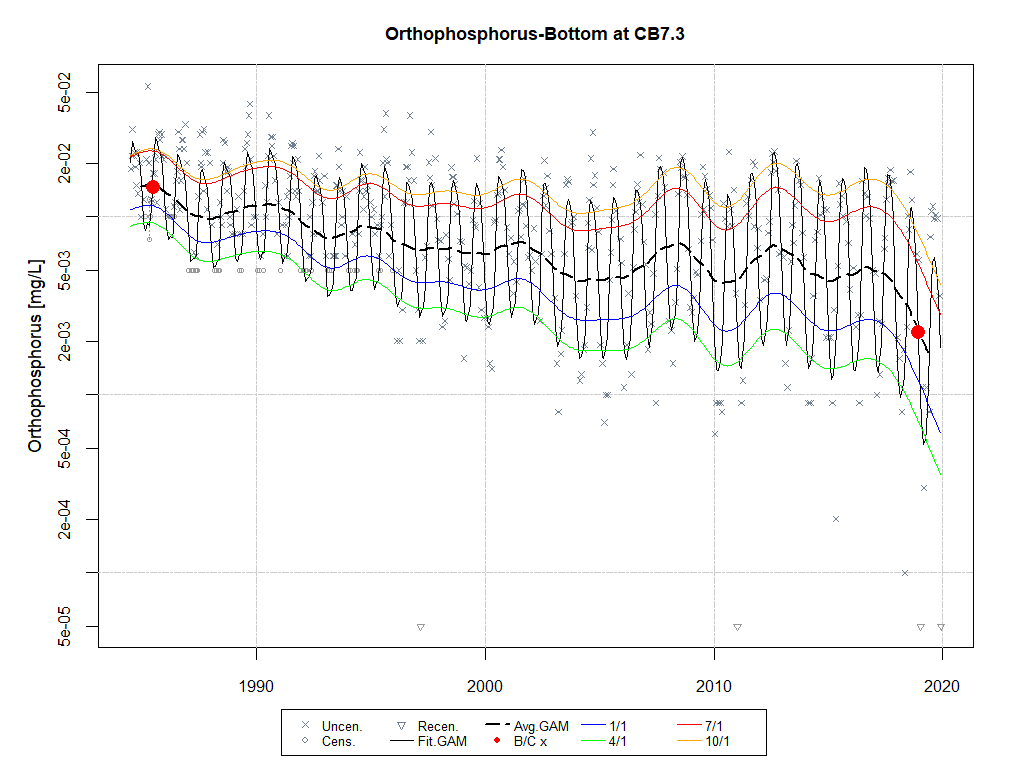 Orthophosphorus-Bottom at CB7.3
Orthophosphorus [mg/L]
5e-02
2e-02
5e-03
2e-03
5e-04
2e-04
5e-05
1990 2000 2010 2020
Uncen. Recen. Avg.GAM 1/1 7/1
Cens. Fit.GAM B/C x 4/1 10/1